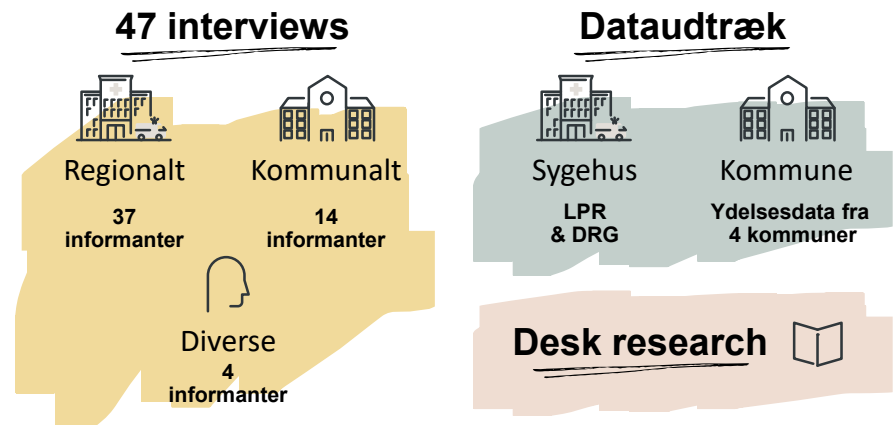 47 interviews
Regionalt
37
informanter
Kommunalt
14
informanter
Diverse
4
informanter
Dataudtræk
Sygehus
LPR
& DRG
Kommune
Ydelsesdata fra
4 kommuner
Desk research